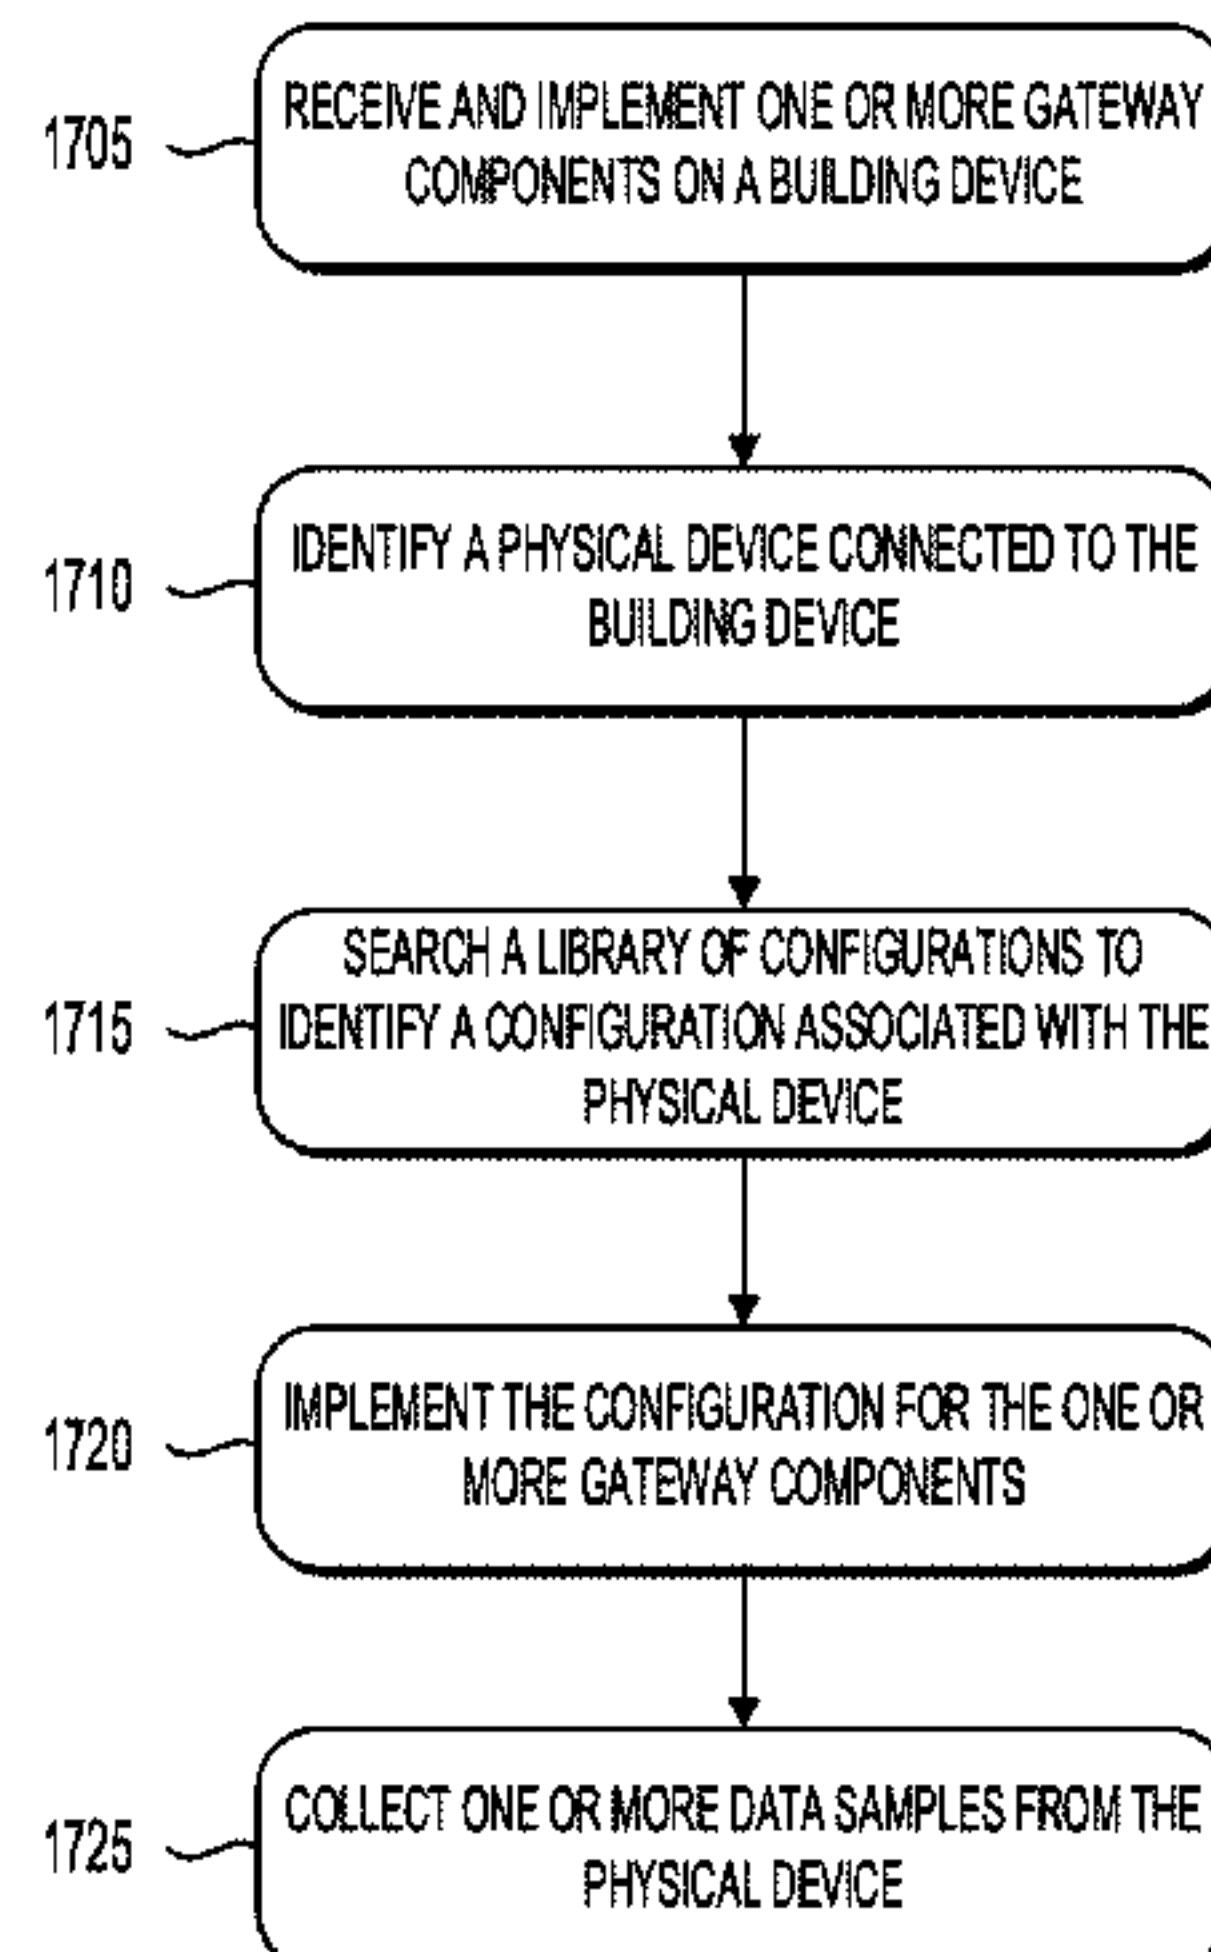 1705
RECEIVE AND IMPLEMENT ONE OR MORE GATEWAY
COMPONENTS ON A BUILDING DEVICE
1710
IDENTIFY A PHYSICAL DEVICE CONNECTED TO THE
BUILDING DEVICE
1715
SEARCH A LIBRARY OF CONFIGURATIONS TO
IDENTIFY A CONFIGURATION ASSOCIATED WITH THE
PHYSICAL DEVICE
1720
IMPLEMENT THE CONFIGURATION FOR THE ONE OR
MORE GATEWAY COMPONENTS
1725
COLLECT ONE OR MORE DATA SAMPLES FROM THE
PHYSICAL DEVICE